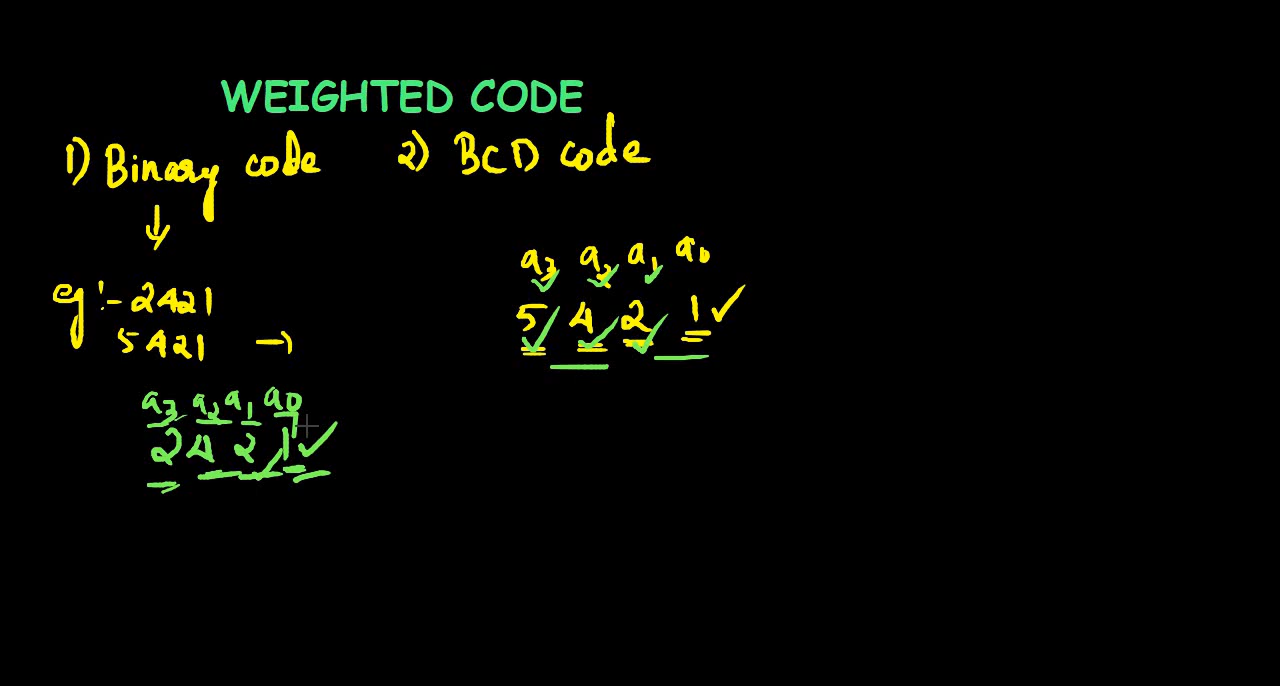 WEIGHTED CODE
1) Binary code 2) BCD code
a3 a2 a1 a0
eg:- 2421
5 4 2 1
5421 →
a3 a2 a1 a0
2 4 2 1